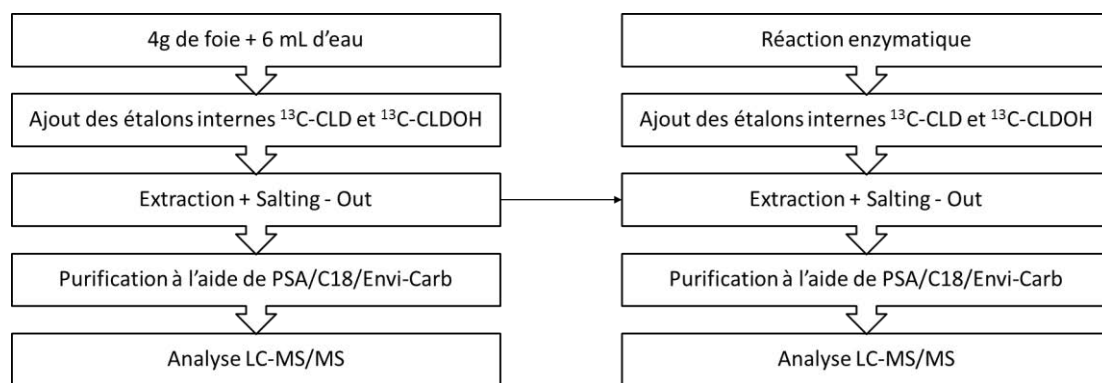 4g de foie + 6 mL d’eau
Ajout des étalons internes ¹³C-CLD et ¹³C-CLDOH
Extraction + Salting - Out
Purification à l’aide de PSA/C18/Envi-Carb
Analyse LC-MS/MS
Réaction enzymatique
Ajout des étalons internes ¹³C-CLD et ¹³C-CLDOH
Extraction + Salting - Out
Purification à l’aide de PSA/C18/Envi-Carb
Analyse LC-MS/MS